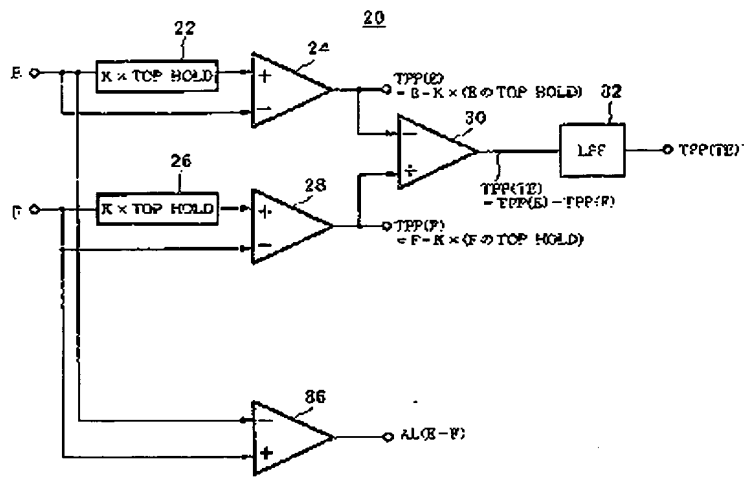 20
22
24
E
K × TOP HOLD
+
−
TPP(E)
= E − K × (E の TOP HOLD)
30
32
−
+
LPF
TPP(TE)
TPP(TE)
= TPP(E) − TPP(F)
26
28
F
K × TOP HOLD
+
−
TPP(F)
= F − K × (F の TOP HOLD)
36
−
+
AL(E−F)